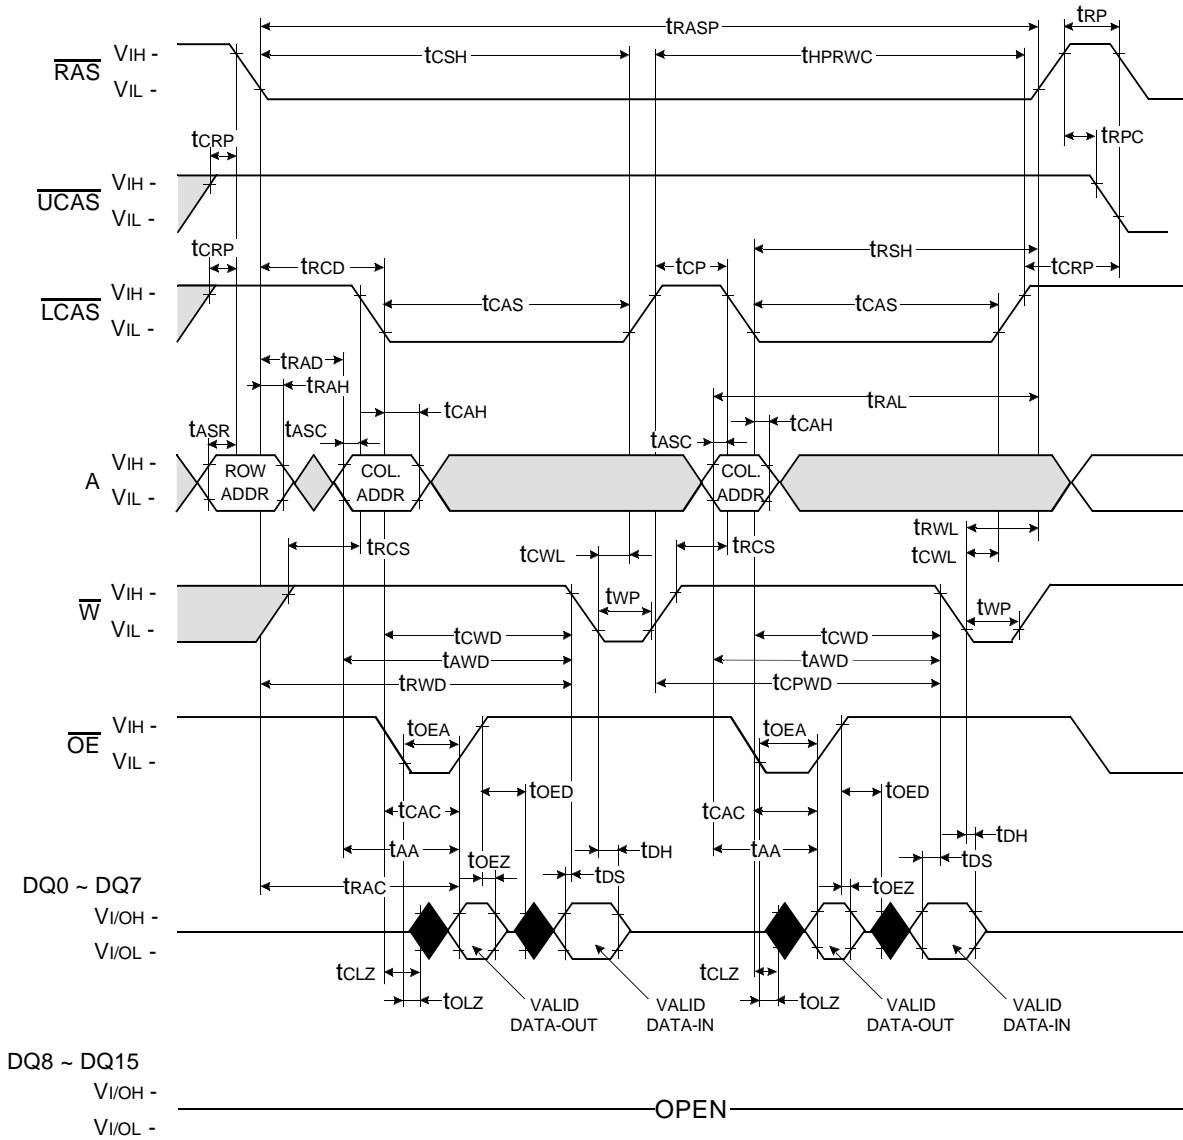 tRASP
tRP
tCSH
tHPRWC
RAS
VIH -
VIL -
tCRP
tRPC
UCAS
VIH -
VIL -
tCRP
tRCD
tCP
tRSH
tCRP
LCAS
VIH -
VIL -
tCAS
tCAS
tRAD
tRAH
tCAH
tRAL
tCAH
tASR
tASC
tASC
A
VIH -
VIL -
ROW
ADDR
COL.
ADDR
COL.
ADDR
tRCS
tCWL
tRCS
tRWL
tCWL
W
VIH -
VIL -
tWP
tWP
tCWD
tCWD
tAWD
tAWD
tRWD
tCPWD
OE
VIH -
VIL -
tOEA
tOEA
tOED
tOED
tCAC
tCAC
tAA
tOEZ
tDH
tAA
tDH
tDS
tDS
tRAC
tOEZ
DQ0 ~ DQ7
VI/OH -
VI/OL -
tCLZ
tOLZ
VALID
DATA-OUT
VALID
DATA-IN
tCLZ
tOLZ
VALID
DATA-OUT
VALID
DATA-IN
DQ8 ~ DQ15
VI/OH -
VI/OL -
OPEN